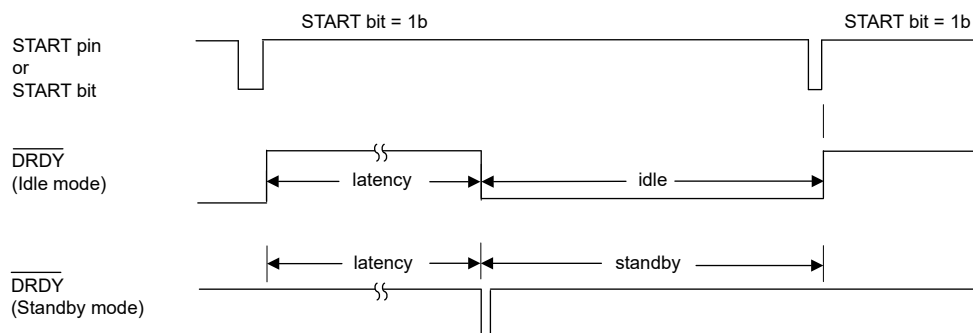 START bit = 1b
START bit = 1b
START pin
or
START bit
DRDY
(Idle mode)
latency
idle
DRDY
(Standby mode)
latency
standby